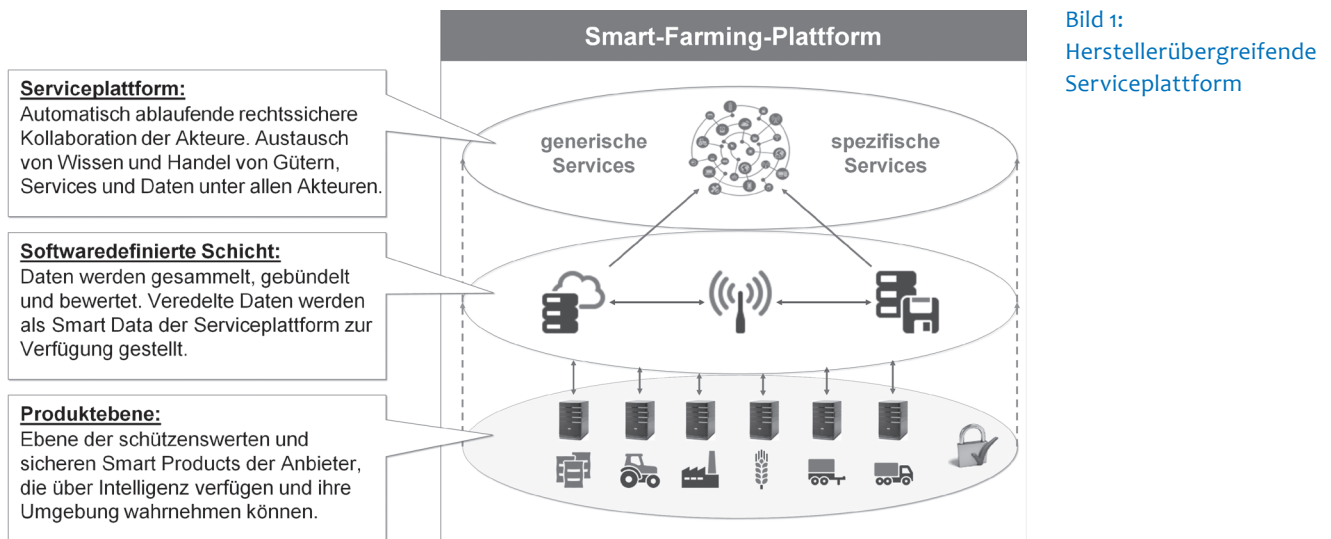 Smart-Farming-Plattform
Bild 1:
Herstellerübergreifende
Serviceplattform
Serviceplattform:
Automatisch ablaufende rechtssichere
Kollaboration der Akteure. Austausch
von Wissen und Handel von Gütern,
Services und Daten unter allen Akteuren.
generische
Services
spezifische
Services
Softwaredefinierte Schicht:
Daten werden gesammelt, gebündelt
und bewertet. Veredelte Daten werden
als Smart Data der Serviceplattform zur
Verfügung gestellt.
Produktebene:
Ebene der schützenswerten und
sicheren Smart Products der Anbieter,
die über Intelligenz verfügen und ihre
Umgebung wahrnehmen können.